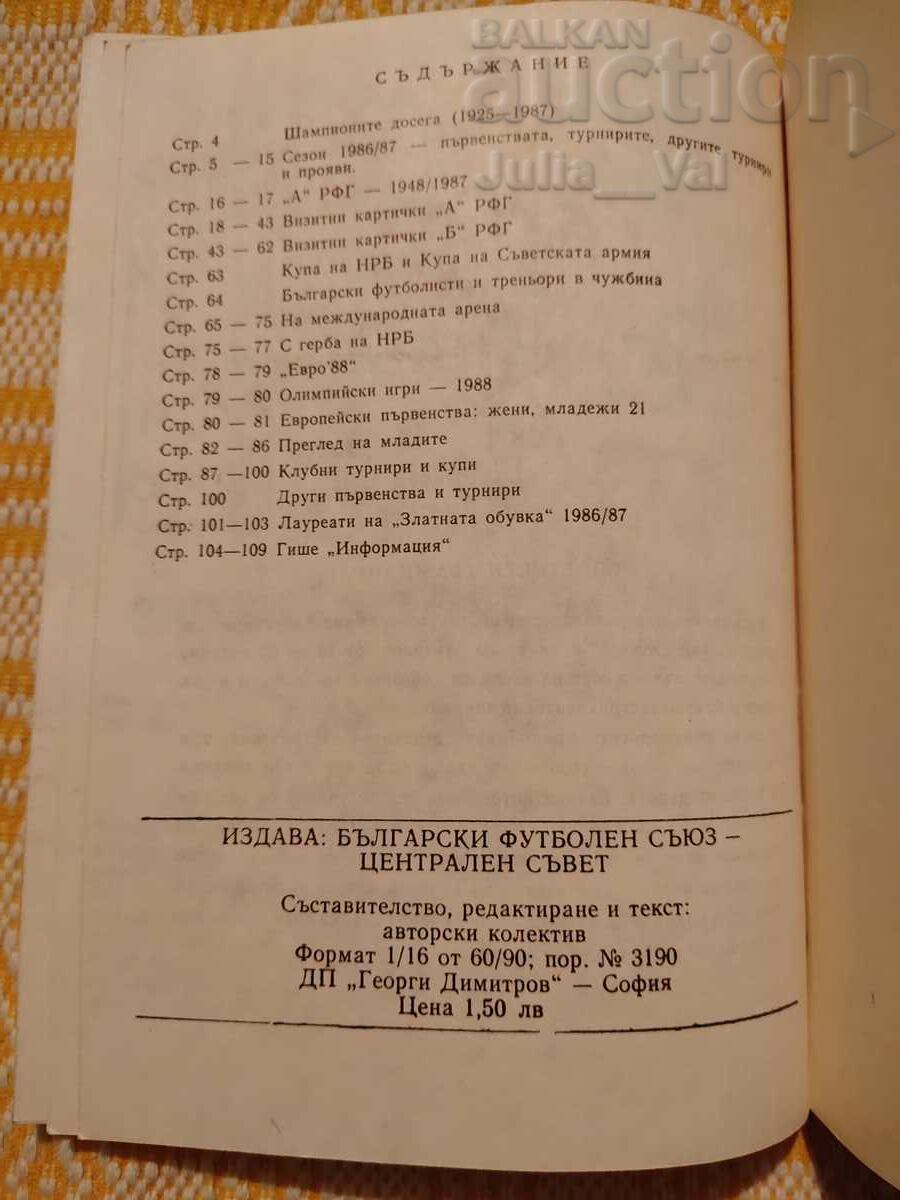 BALKAN
auction
Julia__Val
СЪДЪРЖАНИЕ
Стр. 4 Шампионите досега (1925—1987)
Стр. 5 — 15 Сезон 1986/87 — първенствата, турнирите, другите турнири
и прояви.
Стр. 16 — 17 „А“ РФГ — 1948/1987
Стр. 18 — 43 Визитни картички „А“ РФГ
Стр. 43 — 62 Визитни картички „Б“ РФГ
Стр. 63 Купа на НРБ и Купа на Съветската армия
Стр. 64 Български футболисти и треньори в чужбина
Стр. 65 — 75 На международната арена
Стр. 75 — 77 С герба на НРБ
Стр. 78 — 79 „Евро'88“
Стр. 79 — 80 Олимпийски игри — 1988
Стр. 80 — 81 Европейски първенства: жени, младежи 21
Стр. 82 — 86 Преглед на младите
Стр. 87 —100 Клубни турнири и купи
Стр. 100 Други първенства и турнири
Стр. 101—103 Лауреати на „Златната обувка“ 1986/87
Стр. 104—109 Гише „Информация“
ИЗДАВА: БЪЛГАРСКИ ФУТБОЛЕН СЪЮЗ –
ЦЕНТРАЛЕН СЪВЕТ
Съставителство, редактиране и текст:
авторски колектив
Формат 1/16 от 60/90; пор. № 3190
ДП „Георги Димитров“ — София
Цена 1,50 лв